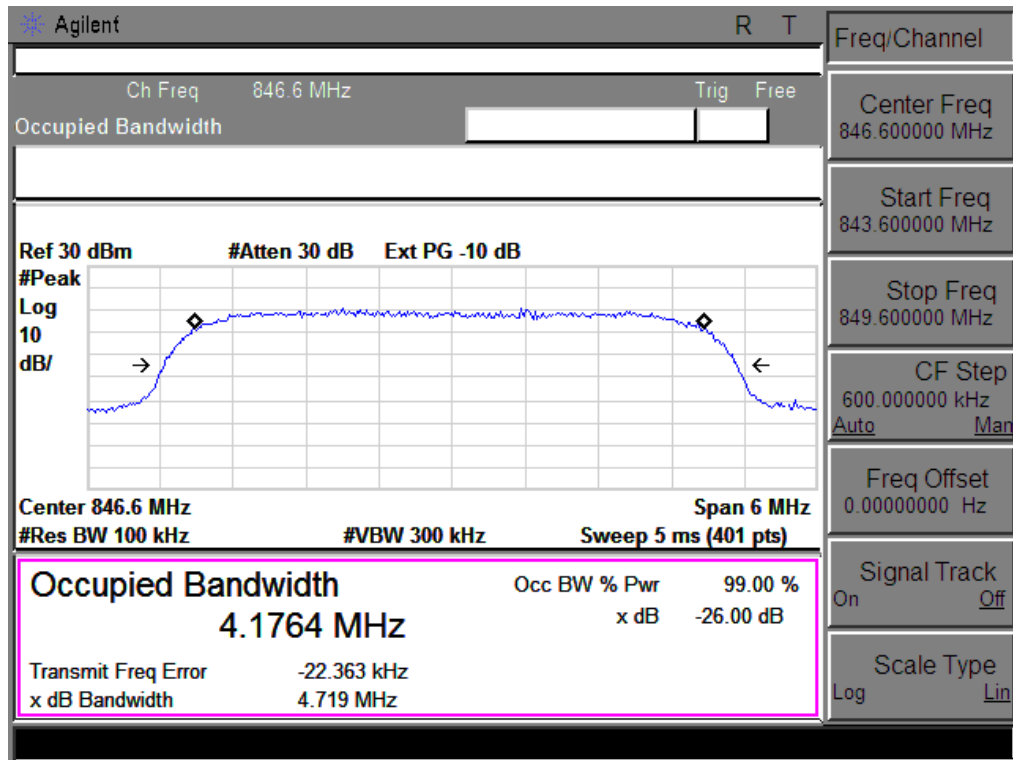 Agilent R T
Ch Freq 846.6 MHz Trig Free
Occupied Bandwidth
Ref 30 dBm #Atten 30 dB Ext PG -10 dB
#Peak
Log
10
dB/
Center 846.6 MHz Span 6 MHz
#Res BW 100 kHz #VBW 300 kHz Sweep 5 ms (401 pts)
Occupied Bandwidth Occ BW % Pwr 99.00 %
4.1764 MHz x dB -26.00 dB
Transmit Freq Error -22.363 kHz
x dB Bandwidth 4.719 MHz
Freq/Channel
Center Freq
846.600000 MHz
Start Freq
843.600000 MHz
Stop Freq
849.600000 MHz
CF Step
600.000000 kHz
Auto Man
Freq Offset
0.00000000 Hz
Signal Track
On Off
Scale Type
Log Lin